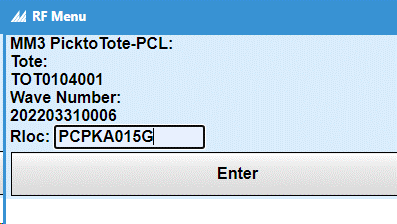 RF Menu
MM3 PicktoTote-PCL:
Tote:
TOT0104001
Wave Number:
202203310006
Rloc: PCPKA015G
Enter